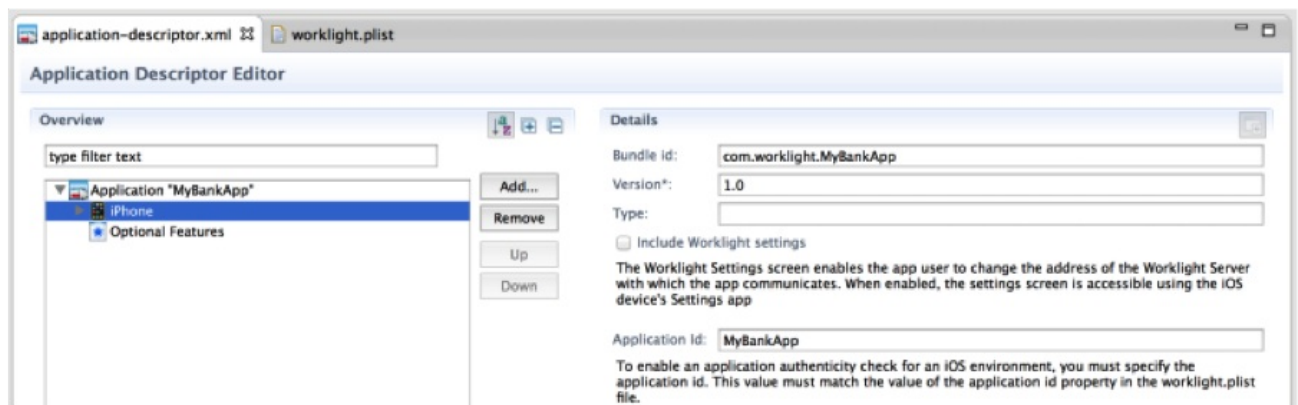 application-descriptor.xml
worklight.plist
Application Descriptor Editor
Overview
type filter text
Application "MyBankApp"
iPhone
Optional Features
Add...
Remove
Up
Down
Details
Bundle id:
com.worklight.MyBankApp
Version*:
1.0
Type:
Include Worklight settings
The Worklight Settings screen enables the app user to change the address of the Worklight Server
with which the app communicates. When enabled, the settings screen is accessible using the iOS
device's Settings app
Application Id:
MyBankApp
To enable an application authenticity check for an iOS environment, you must specify the
application id. This value must match the value of the application id property in the worklight.plist
file.